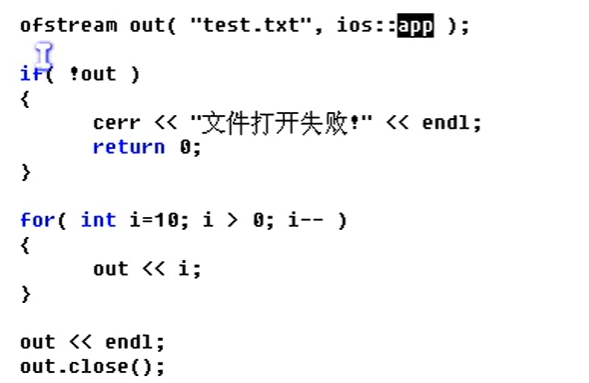 ofstream out( "test.txt", ios::app );
if( !out )
{
cerr << "文件打开失败!" << endl;
return 0;
}
for( int i=10; i > 0; i-- )
{
out << i;
}
out << endl;
out.close();